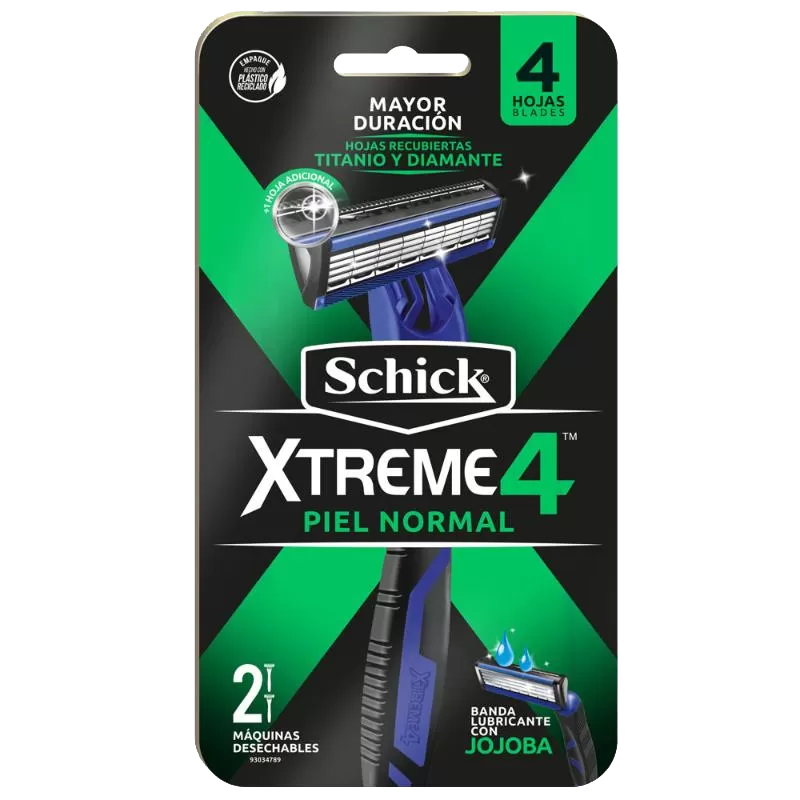 EMPAQUE
HECHO CON
PLÁSTICO
RECICLADO
4
HOJAS
BLADES
MAYOR
DURACIÓN
HOJAS RECUBIERTAS
TITANIO Y DIAMANTE
+1 HOJA ADICIONAL
Schick®
XTREME4™
PIEL NORMAL
XTREME4
2
MÁQUINAS
DESECHABLES
93034789
BANDA
LUBRICANTE
CON
JOJOBA